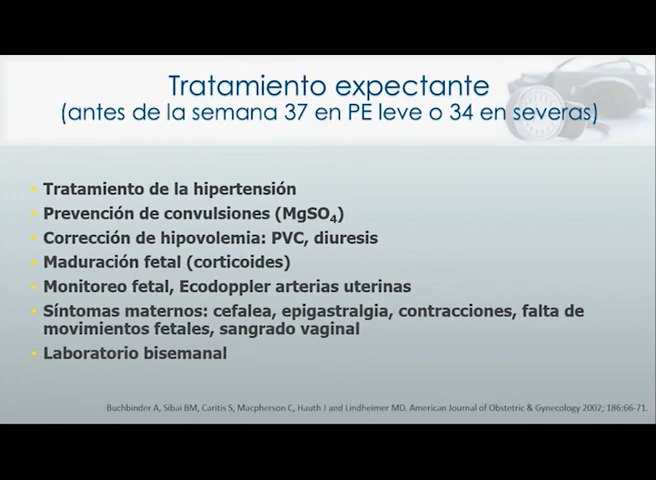 Tratamiento expectante
(antes de la semana 37 en PE leve o 34 en severas)
Tratamiento de la hipertensión
Prevención de convulsiones (MgSO4)
Corrección de hipovolemia: PVC, diuresis
Maduración fetal (corticoides)
Monitoreo fetal, Ecodoppler arterias uterinas
Síntomas maternos: cefalea, epigastralgia, contracciones, falta de
movimientos fetales, sangrado vaginal
Laboratorio bisemanal
Buchbinder A, Sibai BM, Caritis S, Macpherson C, Hauth J and Lindheimer MD. American Journal of Obstetric & Gynecology 2002; 186:66-71.